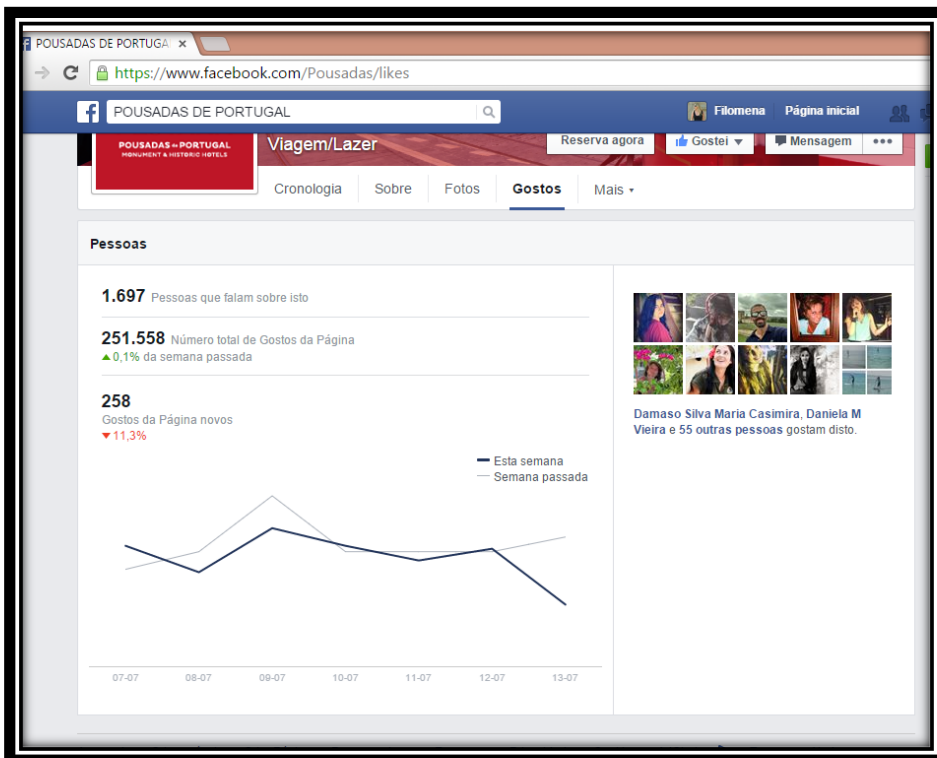 POUSADAS DE PORTUGA
https://www.facebook.com/Pousadas/likes
POUSADAS DE PORTUGAL
Filomena
Página inicial
POUSADAS DE PORTUGAL
MONUMENT & HISTORIC HOTELS
Viagem/Lazer
Reserva agora
Gostei
Mensagem
Cronologia
Sobre
Fotos
Gostos
Mais
Pessoas
1.697 Pessoas que falam sobre isto
251.558 Número total de Gostos da Página
0,1% da semana passada
258
Gostos da Página novos
11,3%
Esta semana
Semana passada
07-07
08-07
09-07
10-07
11-07
12-07
13-07
Damaso Silva Maria Casimira, Daniela M
Vieira e 55 outras pessoas gostam disto.